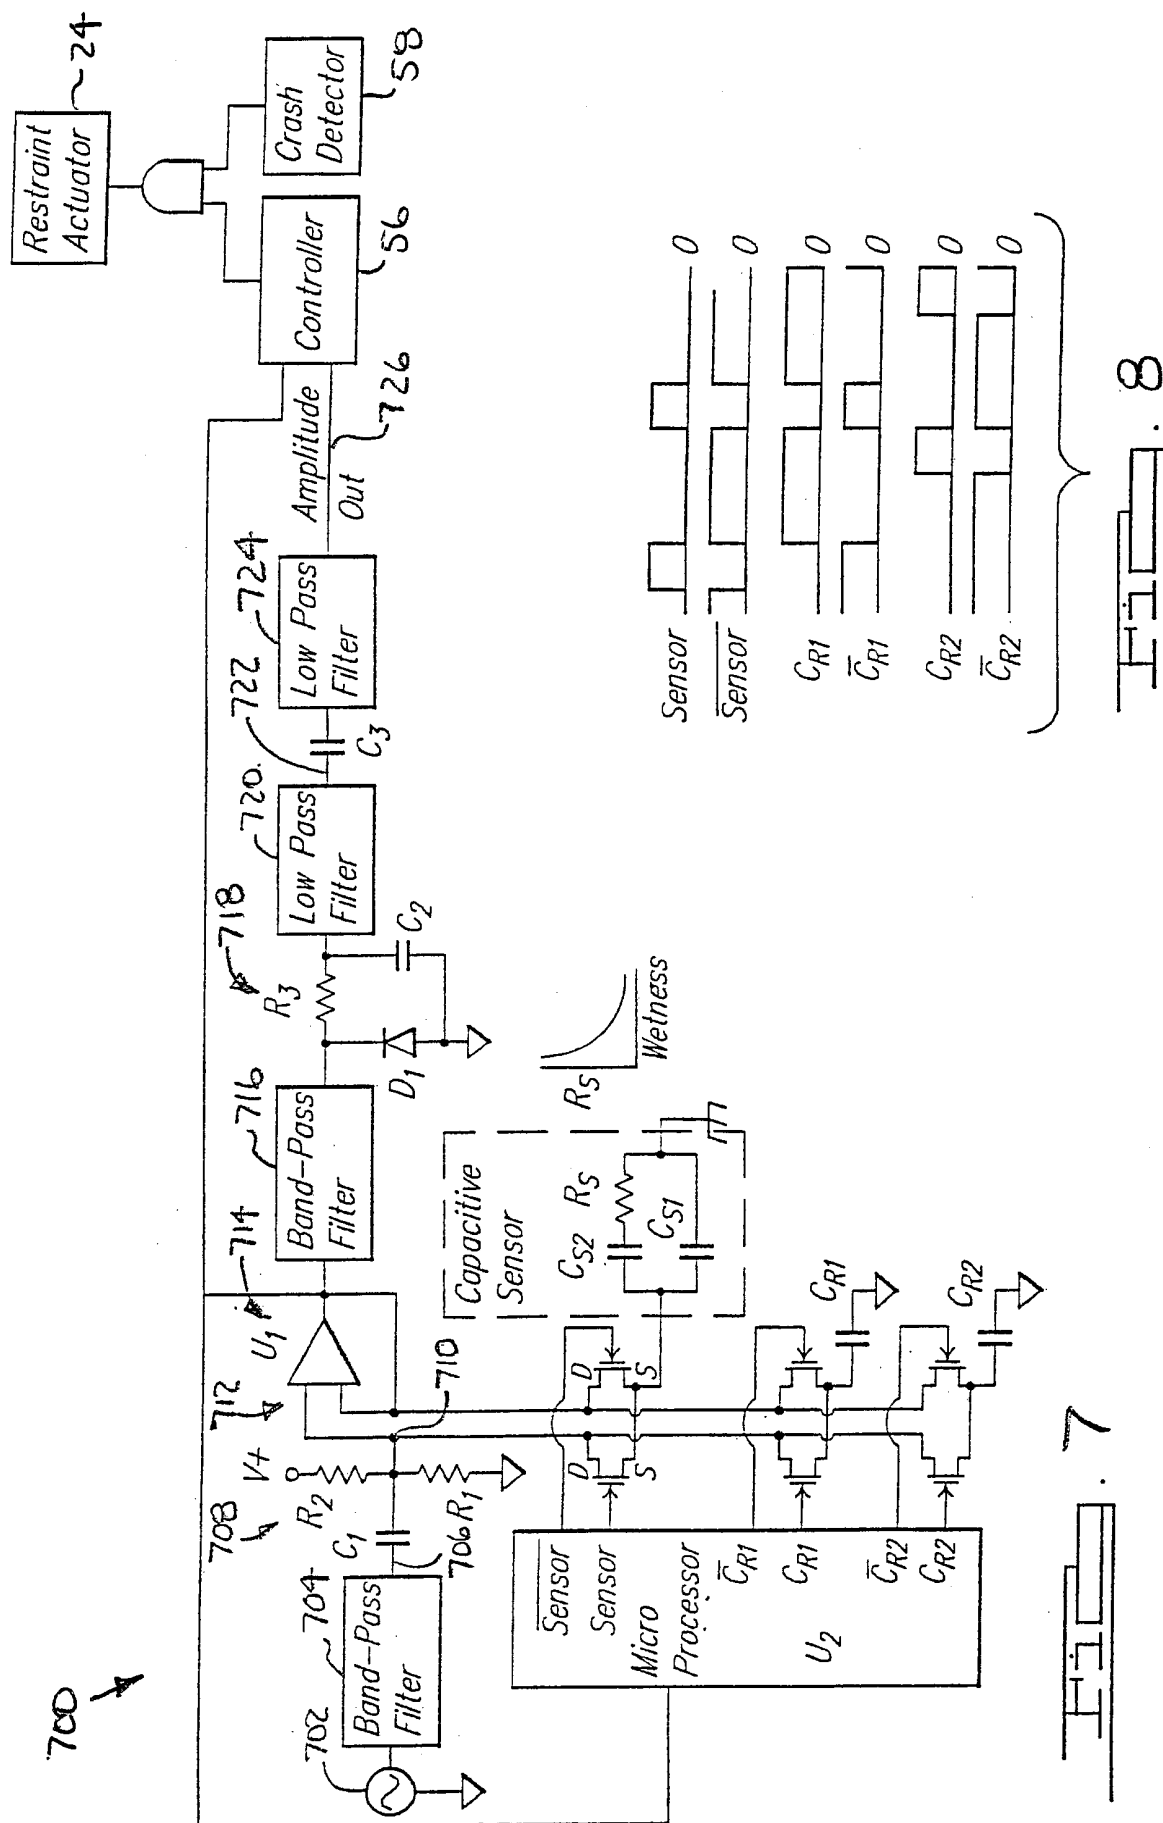 700
702
704
Band-Pass
Filter
706
708
C1
R2
V+
R1
710
712
U1
714
716
Band-Pass
Filter
718
R3
D1
C2
720
Low Pass
Filter
722
C3
724
Low Pass
Filter
Amplitude
Out
726
Controller
56
Crash
Detector
58
Restraint
Actuator
24
Sensor
Sensor
Micro
Processor
U2
C̅R1
CR1
C̅R2
CR2
D
S
D
S
Capacitive
Sensor
CS2
RS
CS1
CR1
CR2
RS
Wetness
Fig. 7
Sensor 0
Sensor 0
CR1 0
C̅R1 0
CR2 0
C̅R2 0
Fig. 8